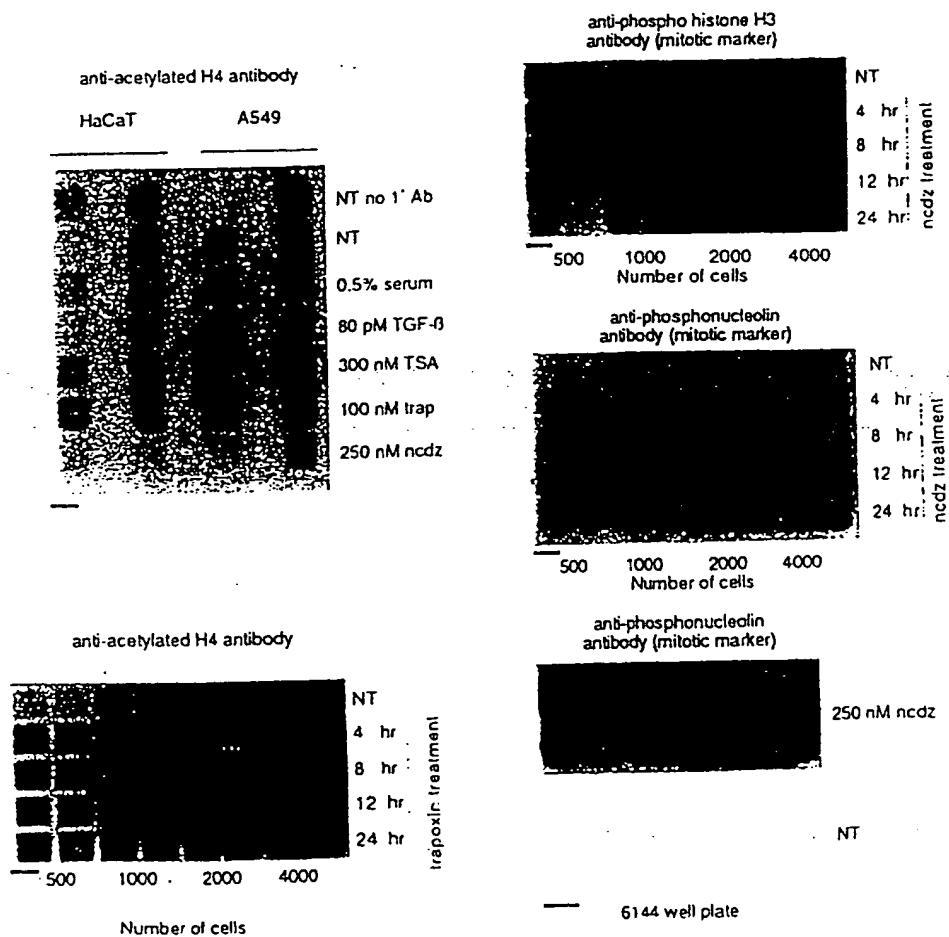 anti-acetylated H4 antibody
HaCaT A549
NT no 1° Ab
NT
0.5% serum
80 pM TGF-ß
300 nM TSA
100 nM trap
250 nM ncdz
anti-acetylated H4 antibody
NT
4 hr
8 hr
12 hr
24 hr
trapoxin treatment
500 1000 2000 4000
Number of cells
anti-phospho histone H3
antibody (mitotic marker)
NT
4 hr
8 hr
12 hr
24 hr
ncdz treatment
500 1000 2000 4000
Number of cells
anti-phosphonucleolin
antibody (mitotic marker)
NT
4 hr
8 hr
12 hr
24 hr
ncdz treatment
500 1000 2000 4000
Number of cells
anti-phosphonucleolin
antibody (mitotic marker)
250 nM ncdz
NT
6144 well plate